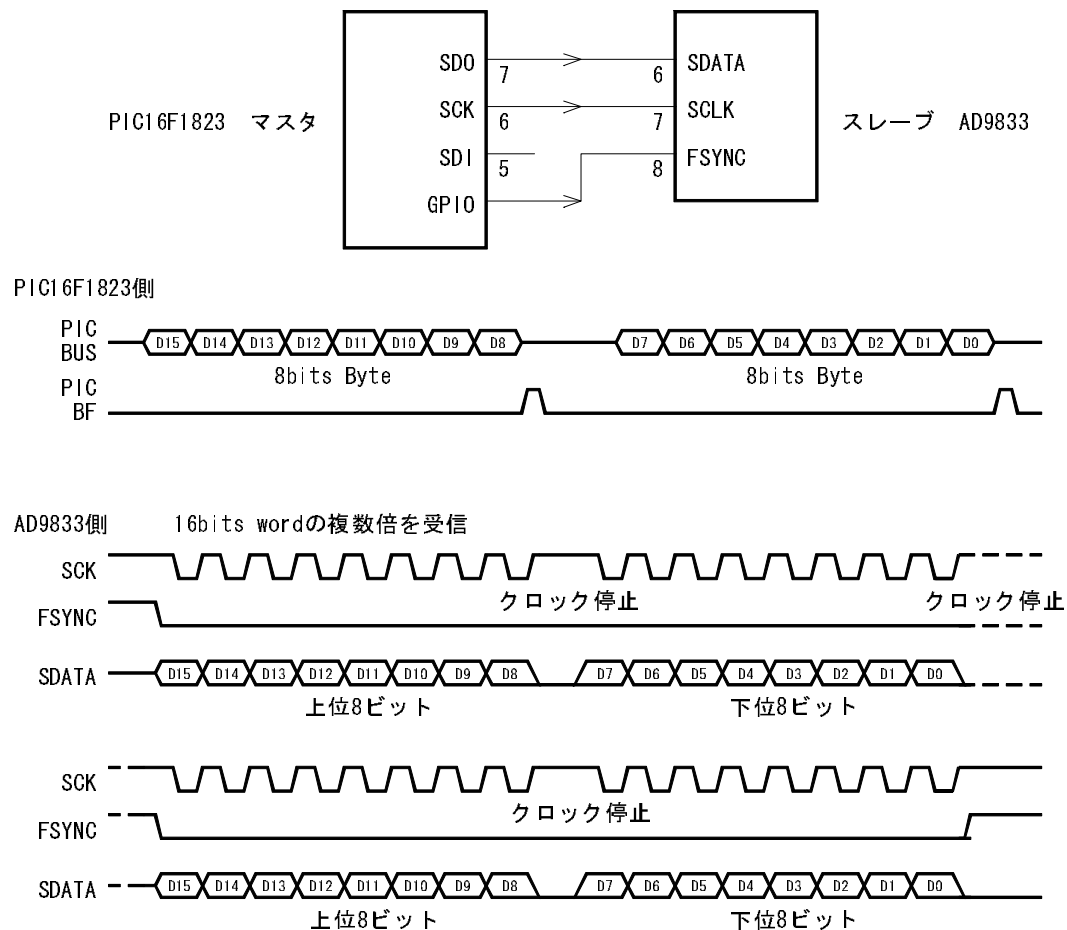 SDO 7 6 SDATA
PIC16F1823 マスタ SCK 6 7 SCLK スレーブ AD9833
SDI 5 8 FSYNC
GPIO
PIC16F1823側
PIC BUS D15 D14 D13 D12 D11 D10 D9 D8 D7 D6 D5 D4 D3 D2 D1 D0
8bits Byte 8bits Byte
PIC BF
AD9833側 16bits wordの複数倍を受信
SCK
クロック停止 クロック停止
FSYNC
SDATA D15 D14 D13 D12 D11 D10 D9 D8 D7 D6 D5 D4 D3 D2 D1 D0
上位8ビット 下位8ビット
SCK
クロック停止
FSYNC
SDATA D15 D14 D13 D12 D11 D10 D9 D8 D7 D6 D5 D4 D3 D2 D1 D0
上位8ビット 下位8ビット